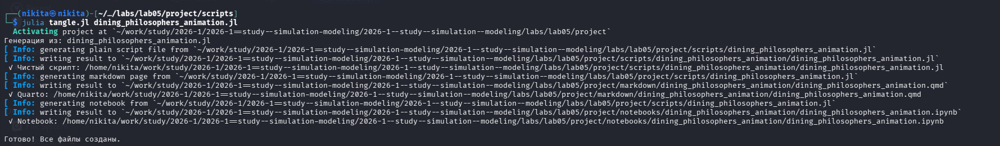 ┌──(nikita㉿nikita)-[~/…/labs/lab05/project/scripts]
└─$ julia tangle.jl dining_philosophers_animation.jl
  Activating project at `~/work/study/2026-1/2026-1==study--simulation-modeling/2026-1--study--simulation--modeling/labs/lab05/project`
Генерация из: dining_philosophers_animation.jl
[ Info: generating plain script file from `~/work/study/2026-1/2026-1==study--simulation-modeling/2026-1--study--simulation--modeling/labs/lab05/project/scripts/dining_philosophers_animation.jl`
[ Info: writing result to `~/work/study/2026-1/2026-1==study--simulation-modeling/2026-1--study--simulation--modeling/labs/lab05/project/scripts/dining_philosophers_animation/dining_philosophers_animation.jl`
 √ Чистый скрипт: /home/nikita/work/study/2026-1/2026-1==study--simulation-modeling/2026-1--study--simulation--modeling/labs/lab05/project/scripts/dining_philosophers_animation/dining_philosophers_animation.jl
[ Info: generating markdown page from `~/work/study/2026-1/2026-1==study--simulation-modeling/2026-1--study--simulation--modeling/labs/lab05/project/scripts/dining_philosophers_animation.jl`
[ Info: writing result to `~/work/study/2026-1/2026-1==study--simulation-modeling/2026-1--study--simulation--modeling/labs/lab05/project/markdown/dining_philosophers_animation/dining_philosophers_animation.qmd`
 √ Quarto: /home/nikita/work/study/2026-1/2026-1==study--simulation-modeling/2026-1--study--simulation--modeling/labs/lab05/project/markdown/dining_philosophers_animation/dining_philosophers_animation.qmd
[ Info: generating notebook from `~/work/study/2026-1/2026-1==study--simulation-modeling/2026-1--study--simulation--modeling/labs/lab05/project/scripts/dining_philosophers_animation.jl`
[ Info: writing result to `~/work/study/2026-1/2026-1==study--simulation-modeling/2026-1--study--simulation--modeling/labs/lab05/project/notebooks/dining_philosophers_animation/dining_philosophers_animation.ipynb`
 √ Notebook: /home/nikita/work/study/2026-1/2026-1==study--simulation-modeling/2026-1--study--simulation--modeling/labs/lab05/project/notebooks/dining_philosophers_animation/dining_philosophers_animation.ipynb
File System
Готово! Все файлы созданы.